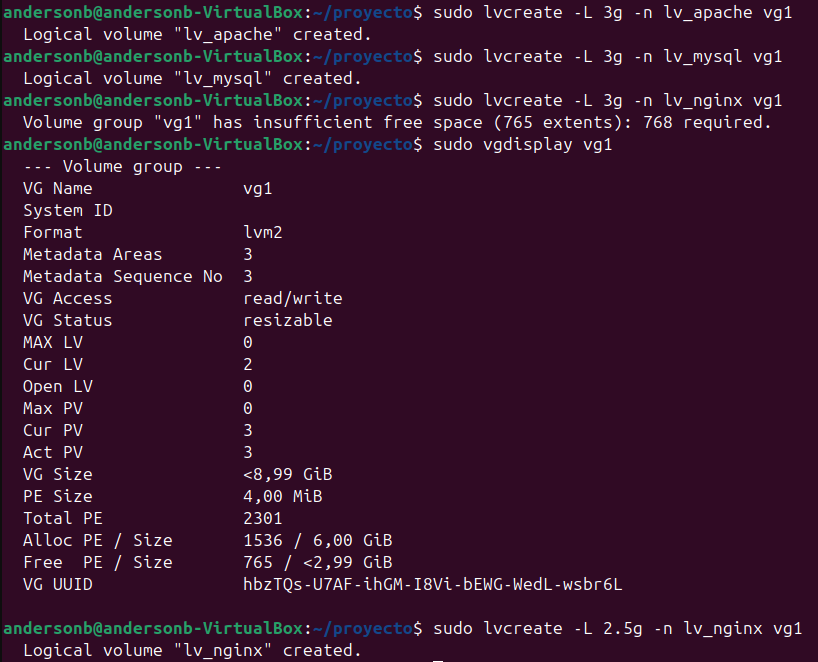 andersonb@andersonb-VirtualBox:~/proyecto$ sudo lvcreate -L 3g -n lv_apache vg1
  Logical volume "lv_apache" created.
andersonb@andersonb-VirtualBox:~/proyecto$ sudo lvcreate -L 3g -n lv_mysql vg1
  Logical volume "lv_mysql" created.
andersonb@andersonb-VirtualBox:~/proyecto$ sudo lvcreate -L 3g -n lv_nginx vg1
  Volume group "vg1" has insufficient free space (765 extents): 768 required.
andersonb@andersonb-VirtualBox:~/proyecto$ sudo vgdisplay vg1
  --- Volume group ---
  VG Name               vg1
  System ID
  Format                lvm2
  Metadata Areas        3
  Metadata Sequence No  3
  VG Access             read/write
  VG Status             resizable
  MAX LV                0
  Cur LV                2
  Open LV               0
  Max PV                0
  Cur PV                3
  Act PV                3
  VG Size               <8,99 GiB
  PE Size               4,00 MiB
  Total PE              2301
  Alloc PE / Size       1536 / 6,00 GiB
  Free  PE / Size       765 / <2,99 GiB
  VG UUID               hbzTQs-U7AF-ihGM-I8Vi-bEWG-WedL-wsbr6L

andersonb@andersonb-VirtualBox:~/proyecto$ sudo lvcreate -L 2.5g -n lv_nginx vg1
  Logical volume "lv_nginx" created.